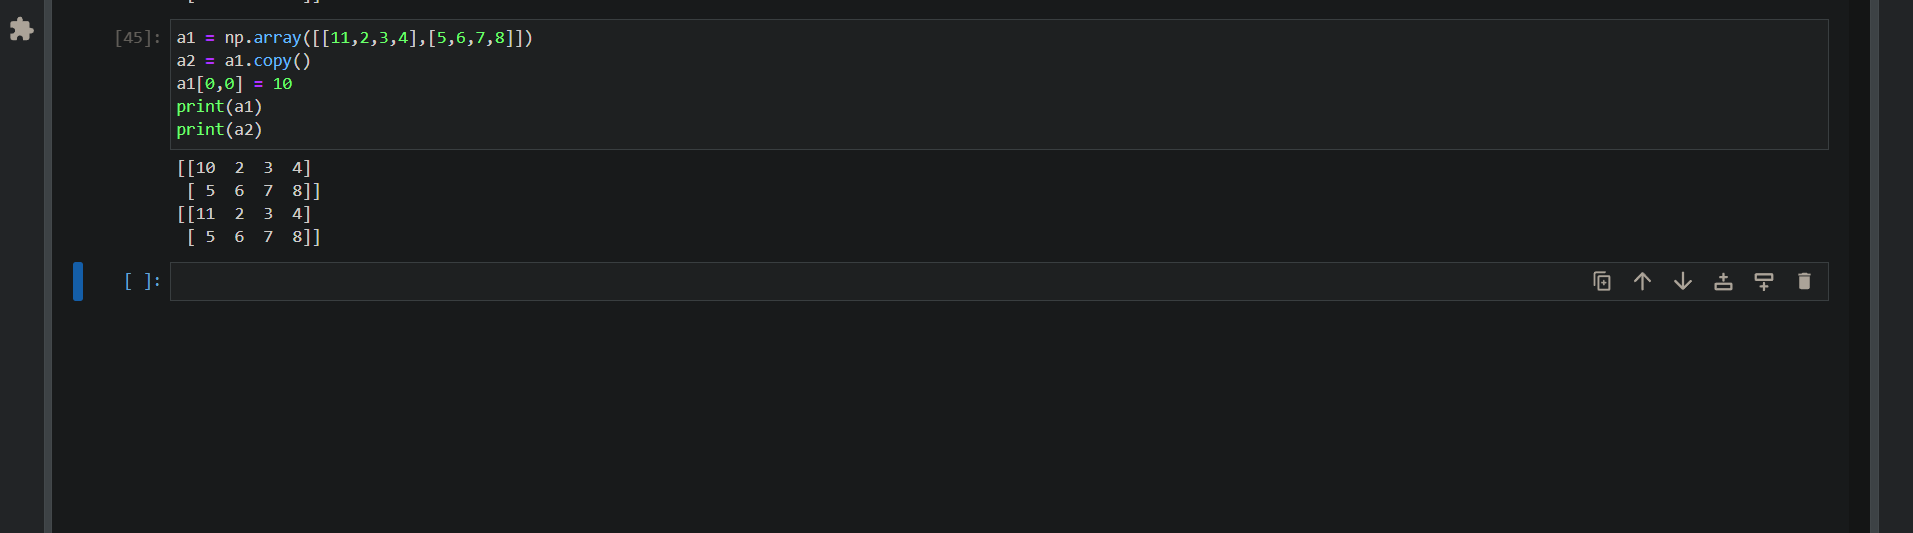 [45]: a1 = np.array([[11,2,3,4],[5,6,7,8]])
a2 = a1.copy()
a1[0,0] = 10
print(a1)
print(a2)
[[10  2  3  4]
 [ 5  6  7  8]]
[[11  2  3  4]
 [ 5  6  7  8]]
[ ]: